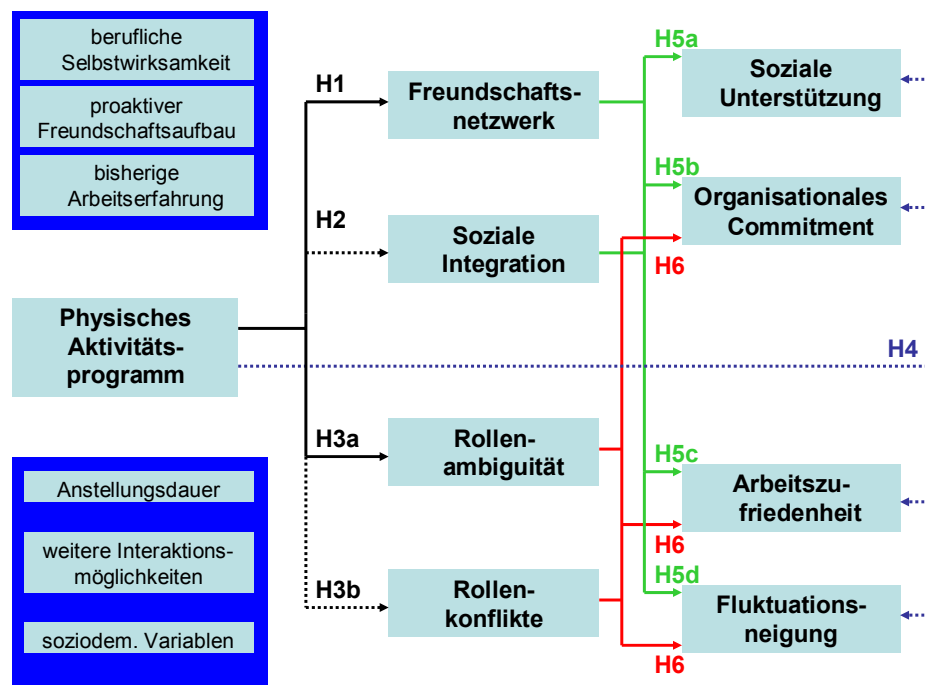 berufliche
Selbstwirksamkeit
proaktiver
Freundschaftsaufbau
bisherige
Arbeitserfahrung
Physisches
Aktivitäts-
programm
Anstellungsdauer
weitere Interaktions-
möglichkeiten
soziodem. Variablen
H1
H2
H3a
H3b
Freundschafts-
netzwerk
Soziale
Integration
Rollen-
ambiguität
Rollen-
konflikte
H5a
H5b
H6
H4
H5c
H6
H5d
H6
Soziale
Unterstützung
Organisationales
Commitment
Arbeitszu-
friedenheit
Fluktuations-
neigung